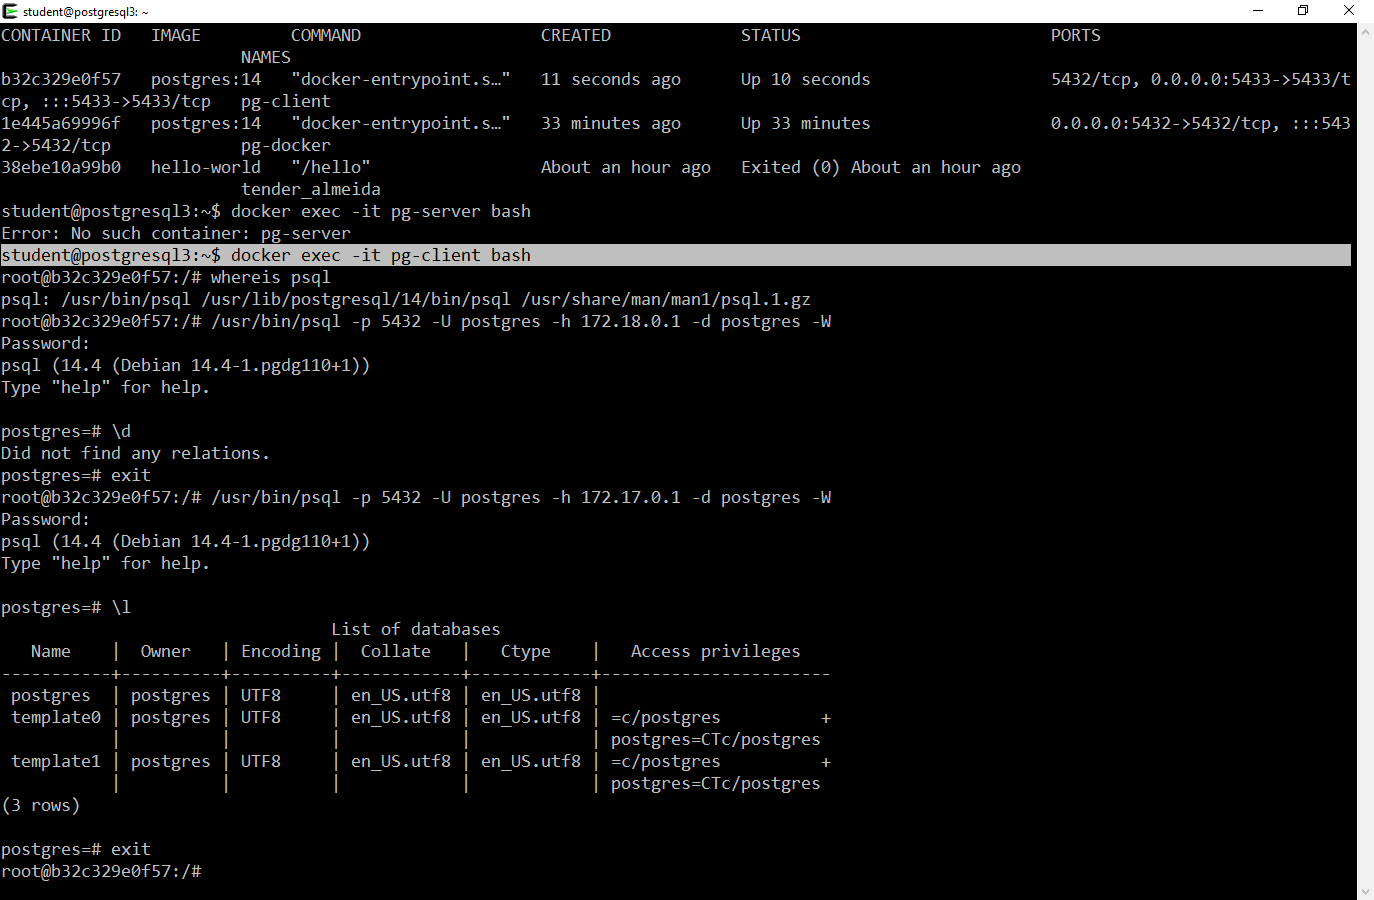 student@postgresql3: ~
CONTAINER ID   IMAGE         COMMAND                  CREATED             STATUS                         PORTS
                        NAMES
b32c329e0f57   postgres:14   "docker-entrypoint.s…"   11 seconds ago      Up 10 seconds                  5432/tcp, 0.0.0.0:5433->5433/t
cp, :::5433->5433/tcp   pg-client
1e445a69996f   postgres:14   "docker-entrypoint.s…"   33 minutes ago      Up 33 minutes                  0.0.0.0:5432->5432/tcp, :::543
2->5432/tcp             pg-docker
38ebe10a99b0   hello-world   "/hello"                 About an hour ago   Exited (0) About an hour ago
                        tender_almeida
student@postgresql3:~$ docker exec -it pg-server bash
Error: No such container: pg-server
student@postgresql3:~$ docker exec -it pg-client bash
root@b32c329e0f57:/# whereis psql
psql: /usr/bin/psql /usr/lib/postgresql/14/bin/psql /usr/share/man/man1/psql.1.gz
root@b32c329e0f57:/# /usr/bin/psql -p 5432 -U postgres -h 172.18.0.1 -d postgres -W
Password:
psql (14.4 (Debian 14.4-1.pgdg110+1))
Type "help" for help.

postgres=# \d
Did not find any relations.
postgres=# exit
root@b32c329e0f57:/# /usr/bin/psql -p 5432 -U postgres -h 172.17.0.1 -d postgres -W
Password:
psql (14.4 (Debian 14.4-1.pgdg110+1))
Type "help" for help.

postgres=# \l
                                 List of databases
   Name    |  Owner   | Encoding |  Collate   |   Ctype    |   Access privileges
-----------+----------+----------+------------+------------+-----------------------
 postgres  | postgres | UTF8     | en_US.utf8 | en_US.utf8 |
 template0 | postgres | UTF8     | en_US.utf8 | en_US.utf8 | =c/postgres          +
           |          |          |            |            | postgres=CTc/postgres
 template1 | postgres | UTF8     | en_US.utf8 | en_US.utf8 | =c/postgres          +
           |          |          |            |            | postgres=CTc/postgres
(3 rows)

postgres=# exit
root@b32c329e0f57:/#